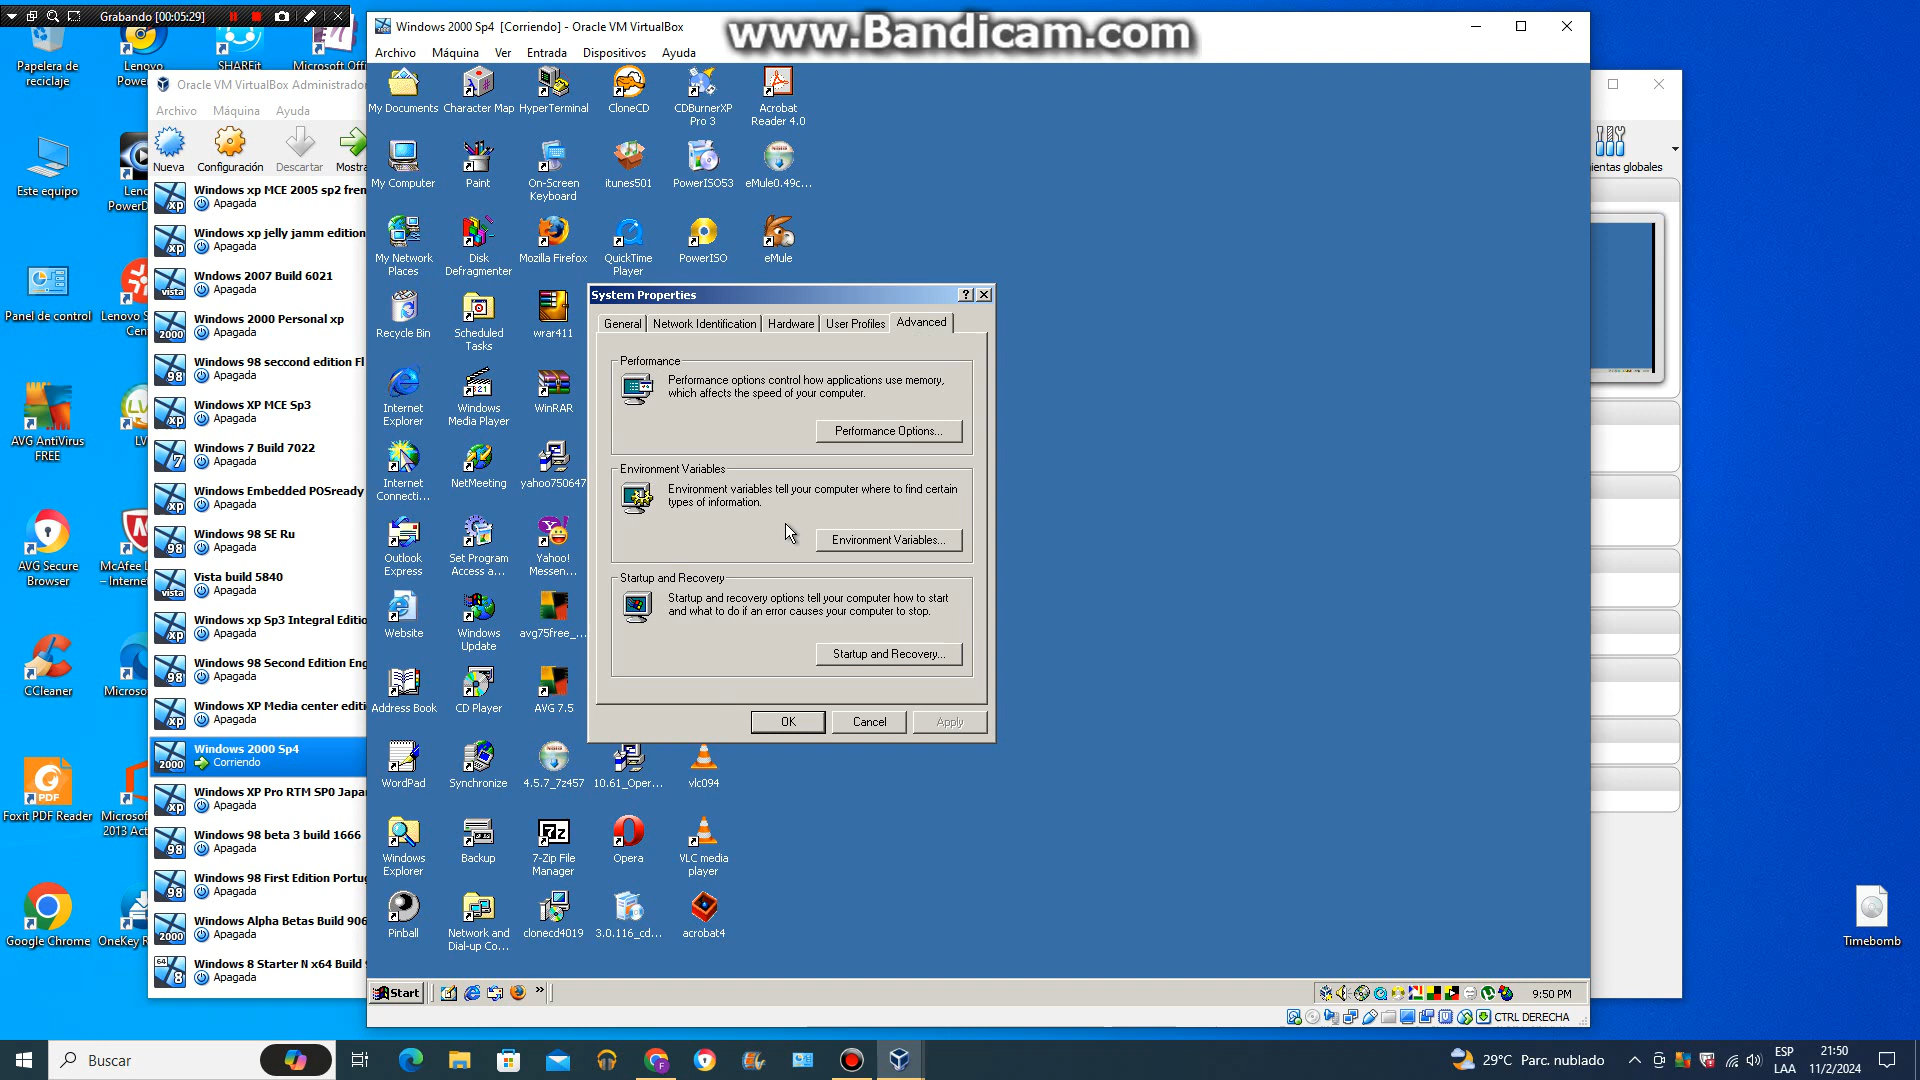 Grabando [00:05:29]
www.Bandicam.com
Papelera de
reciclaje
Lenovo
SHAREit
Este equipo
Panel de control
AVG AntiVirus
FREE
AVG Secure
Browser
CCleaner
Foxit PDF Reader
Google Chrome
Timebomb
Oracle VM VirtualBox Administrador
Archivo Máquina Ayuda
Nueva
Configuración
Descartar
Windows xp MCE 2005 sp2 fren
Apagada
Windows xp jelly jamm edition
Apagada
Wndows 2007 Build 6021
Apagada
Windows 2000 Personal xp
Apagada
Windows 98 seccond edition Fl
Apagada
Windows XP MCE Sp3
Apagada
Windows 7 Build 7022
Apagada
Windows Embedded POSready
Apagada
Windows 98 SE Ru
Apagada
Vista build 5840
Apagada
Windows xp Sp3 Integral Editio
Apagada
Windows 98 Second Edition Eng
Apagada
Windows XP Media center editi
Apagada
Windows 2000 Sp4
Corriendo
Windows XP Pro RTM SP0 Japa
Apagada
Windows 98 beta 3 build 1666
Apagada
Windows 98 First Edition Portug
Apagada
Windows Alpha Betas Build 906
Apagada
Windows 8 Starter N x64 Build
Apagada
Windows 2000 Sp4 [Corriendo] - Oracle VM VirtualBox
Archivo Máquina Ver Entrada Dispositivos Ayuda
My Documents
Character Map
HyperTerminal
CloneCD
CDBurnerXP
Pro 3
Acrobat
Reader 4.0
My Computer
Paint
On-Screen
Keyboard
itunes501
PowerISO53
eMule0.49c...
My Network
Places
Disk
Defragmenter
Mozilla Firefox
QuickTime
Player
PowerISO
eMule
Recycle Bin
Scheduled
Tasks
wrar411
Internet
Explorer
Windows
Media Player
WinRAR
Internet
Connecti...
NetMeeting
yahoo750647
Outlook
Express
Set Program
Access a...
Yahoo!
Messen...
Website
Windows
Update
avg75free_...
Address Book
CD Player
AVG 7.5
WordPad
Synchronize
4.5.7_7z457
10.61_Oper...
vlc094
Windows
Explorer
Backup
7-Zip File
Manager
Opera
VLC media
player
Pinball
Network and
Dial-up Co...
clonecd4019
3.0.116_cd...
acrobat4
System Properties
General Network Identification Hardware User Profiles Advanced
Performance
Performance options control how applications use memory,
which affects the speed of your computer.
Performance Options...
Environment Variables
Environment variables tell your computer where to find certain
types of information.
Environment Variables...
Startup and Recovery
Startup and recovery options tell your computer how to start
and what to do if an error causes your computer to stop.
Startup and Recovery...
OK Cancel Apply
Start
9:50 PM
CTRL DERECHA
Buscar
29°C Parc. nublado
ESP
LAA
21:50
11/2/2024